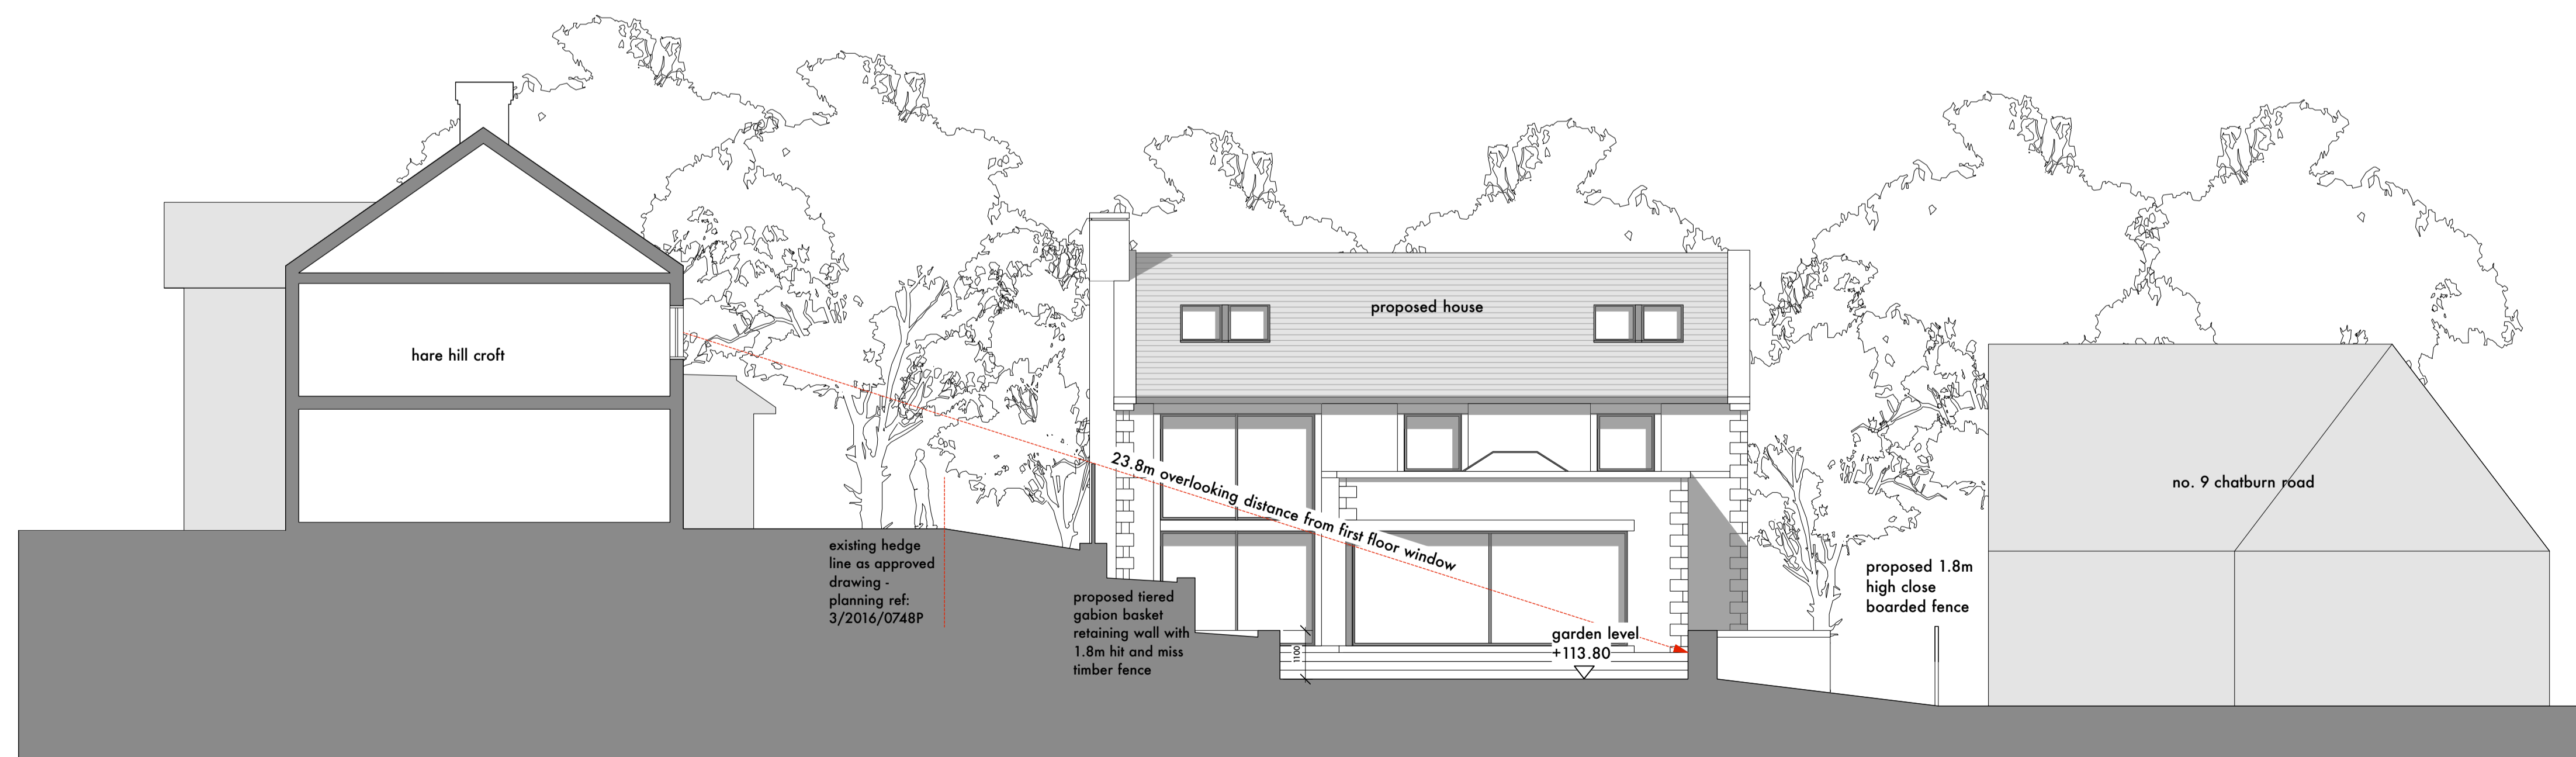 hare hill croft
existing hedge
line as approved
drawing -
planning ref:
3/2016/0748P
proposed tiered
gabion basket
retaining wall with
1.8m hit and miss
timber fence
proposed house
23.8m overlooking distance from first floor window
1100
garden level
+113.80
proposed 1.8m
high close
boarded fence
no. 9 chatburn road